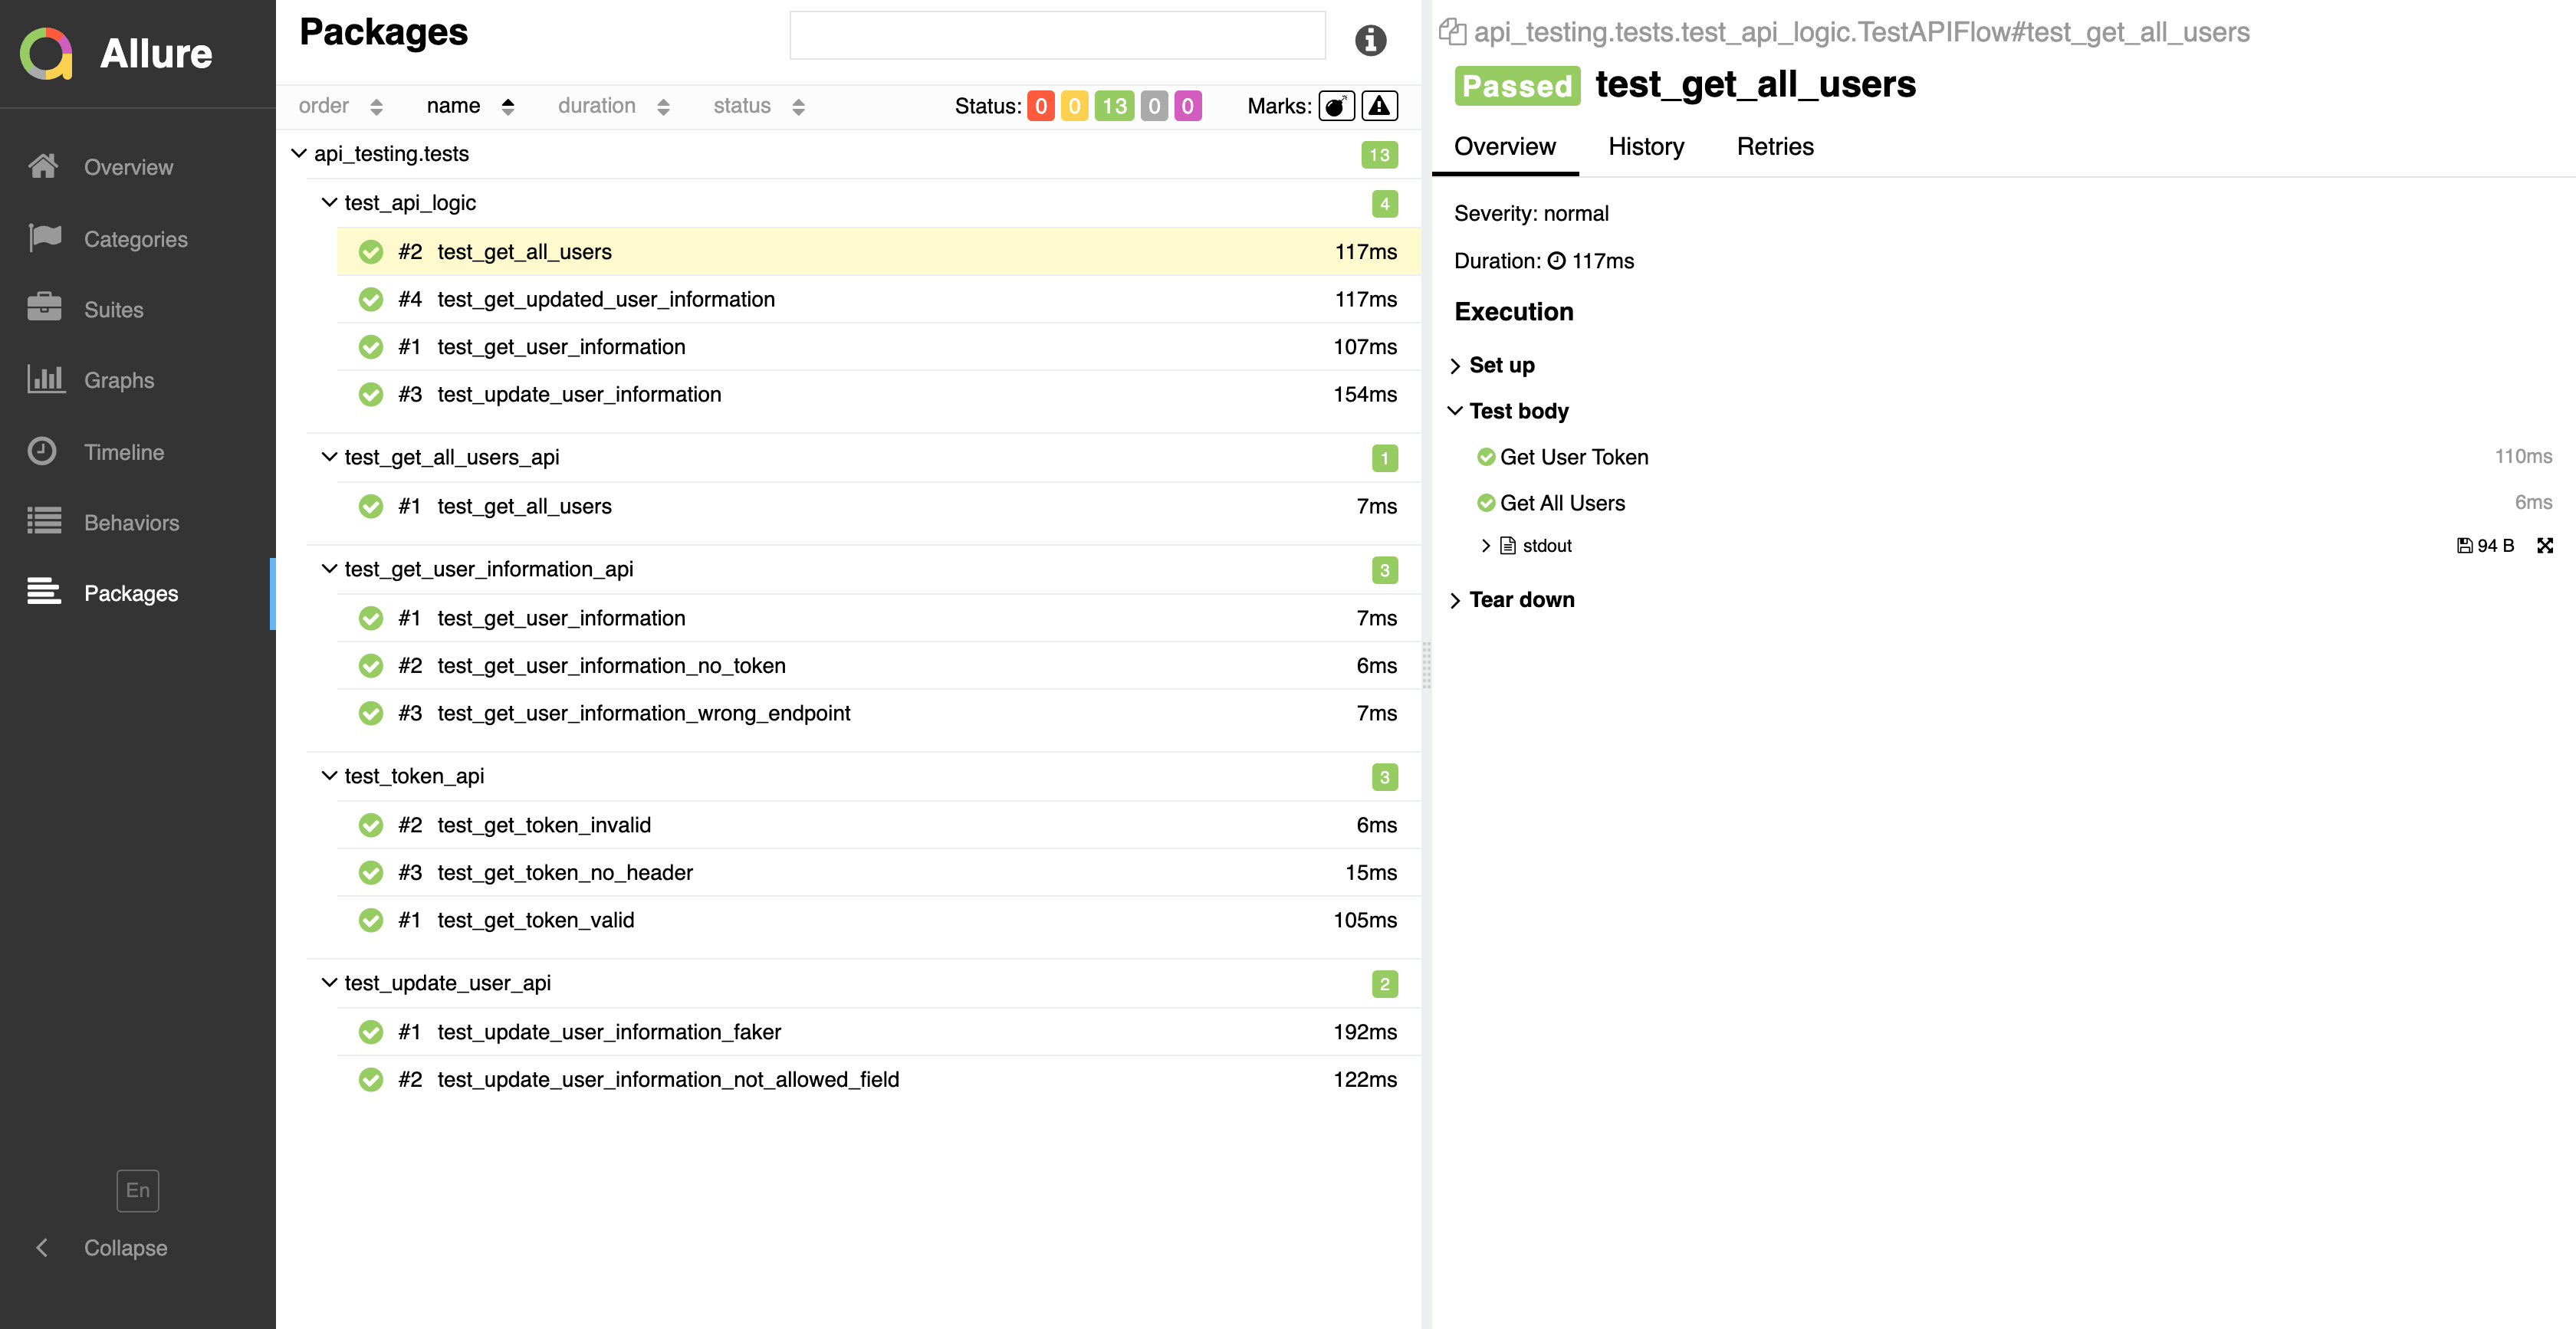 Allure
Overview
Categories
Suites
Graphs
Timeline
Behaviors
Packages
En
Collapse
Packages
order name duration status Status: 0 0 13 0 0 Marks:
api_testing.tests 13
test_api_logic 4
#2 test_get_all_users 117ms
#4 test_get_updated_user_information 117ms
#1 test_get_user_information 107ms
#3 test_update_user_information 154ms
test_get_all_users_api 1
#1 test_get_all_users 7ms
test_get_user_information_api 3
#1 test_get_user_information 7ms
#2 test_get_user_information_no_token 6ms
#3 test_get_user_information_wrong_endpoint 7ms
test_token_api 3
#2 test_get_token_invalid 6ms
#3 test_get_token_no_header 15ms
#1 test_get_token_valid 105ms
test_update_user_api 2
#1 test_update_user_information_faker 192ms
#2 test_update_user_information_not_allowed_field 122ms
api_testing.tests.test_api_logic.TestAPIFlow#test_get_all_users
Passed test_get_all_users
Overview History Retries
Severity: normal
Duration: 117ms
Execution
Set up
Test body
Get User Token 110ms
Get All Users 6ms
stdout 94 B
Tear down